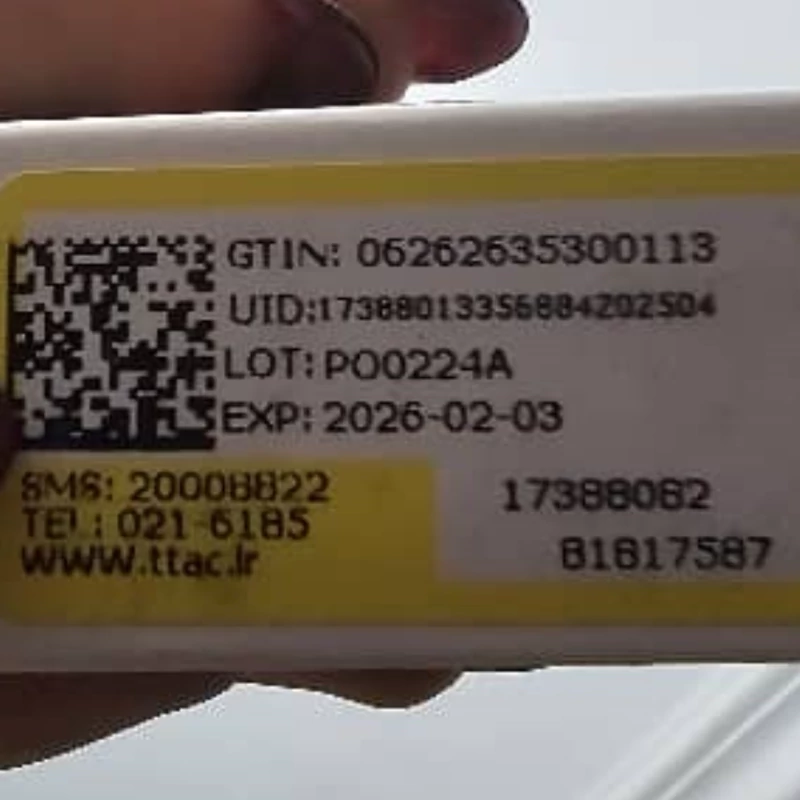 GTIN: 06262635300113
UID:17388013356884202504
LOT: PO0224A
EXP: 2026-02-03
SMS: 20008822
TEL: 021-6185
www.ttac.ir
17388082
81817587